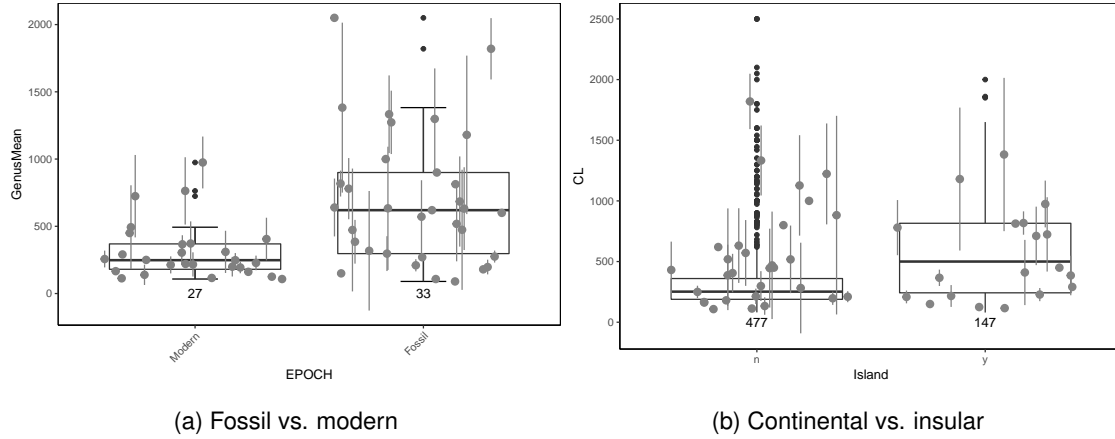 2000
1500
1000
500
0
GenusMean
27
33
Modern
Fossil
EPOCH
(a) Fossil vs. modern
2500
2000
1500
1000
500
0
CL
477
147
n
y
Island
(b) Continental vs. insular